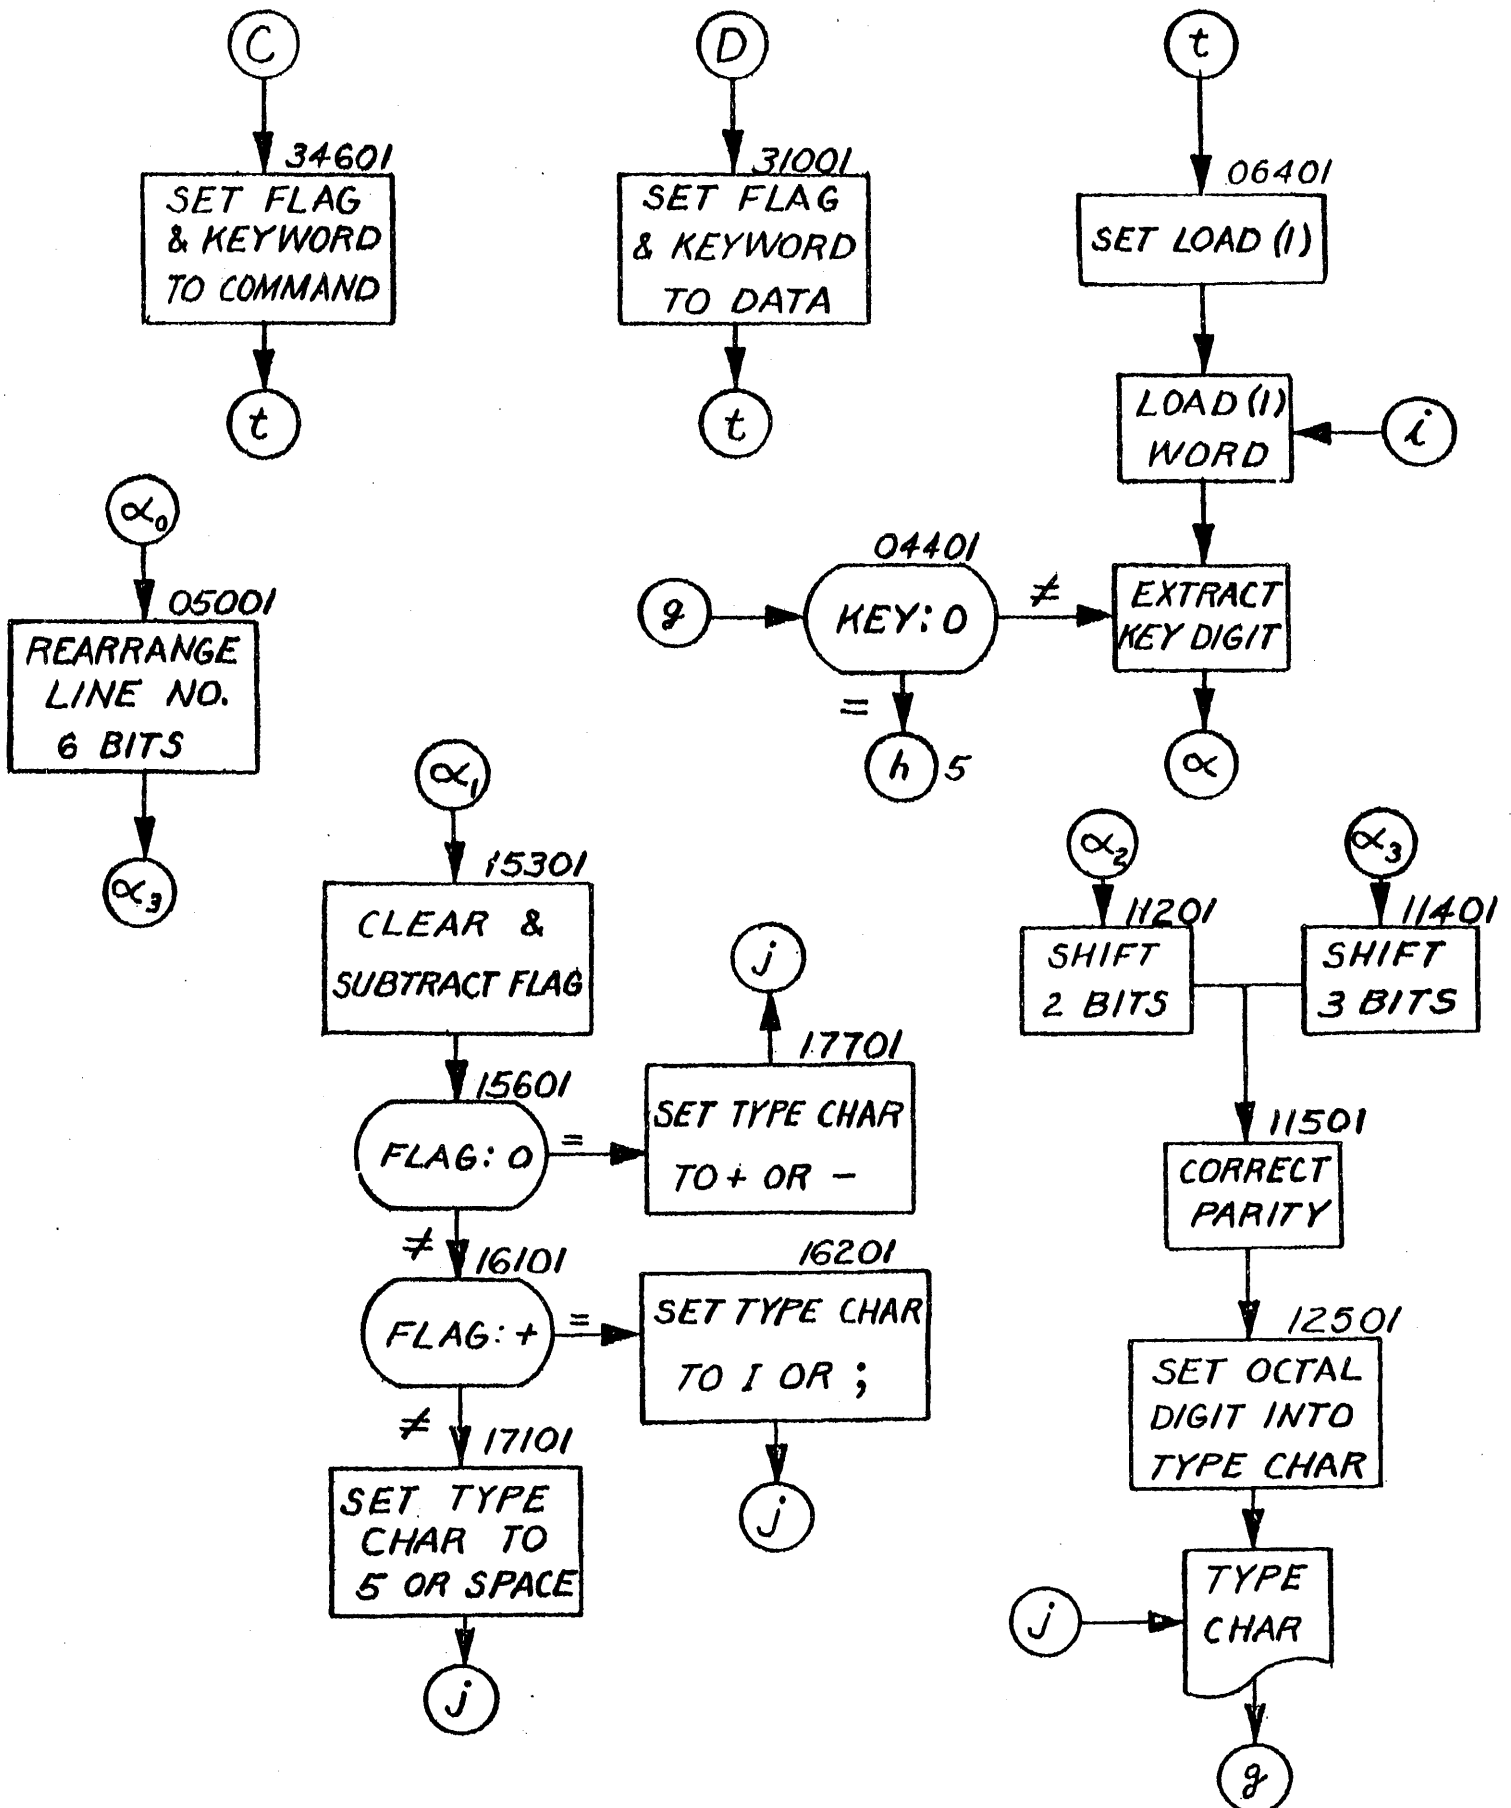 C
34601
SET FLAG
& KEYWORD
TO COMMAND
t
D
31001
SET FLAG
& KEYWORD
TO DATA
t
t
06401
SET LOAD (1)
LOAD (1)
WORD
i
g
04401
KEY: 0
≠
=
h 5
EXTRACT
KEY DIGIT
α
α₀
05001
REARRANGE
LINE NO.
6 BITS
α₃
α₁
15301
CLEAR &
SUBTRACT FLAG
15601
FLAG: 0
=
≠
j
17701
SET TYPE CHAR
TO + OR -
16101
FLAG: +
=
≠
16201
SET TYPE CHAR
TO I OR ;
j
17101
SET TYPE
CHAR TO
5 OR SPACE
j
α₂
11201
SHIFT
2 BITS
α₃
11401
SHIFT
3 BITS
11501
CORRECT
PARITY
12501
SET OCTAL
DIGIT INTO
TYPE CHAR
j
TYPE
CHAR
g